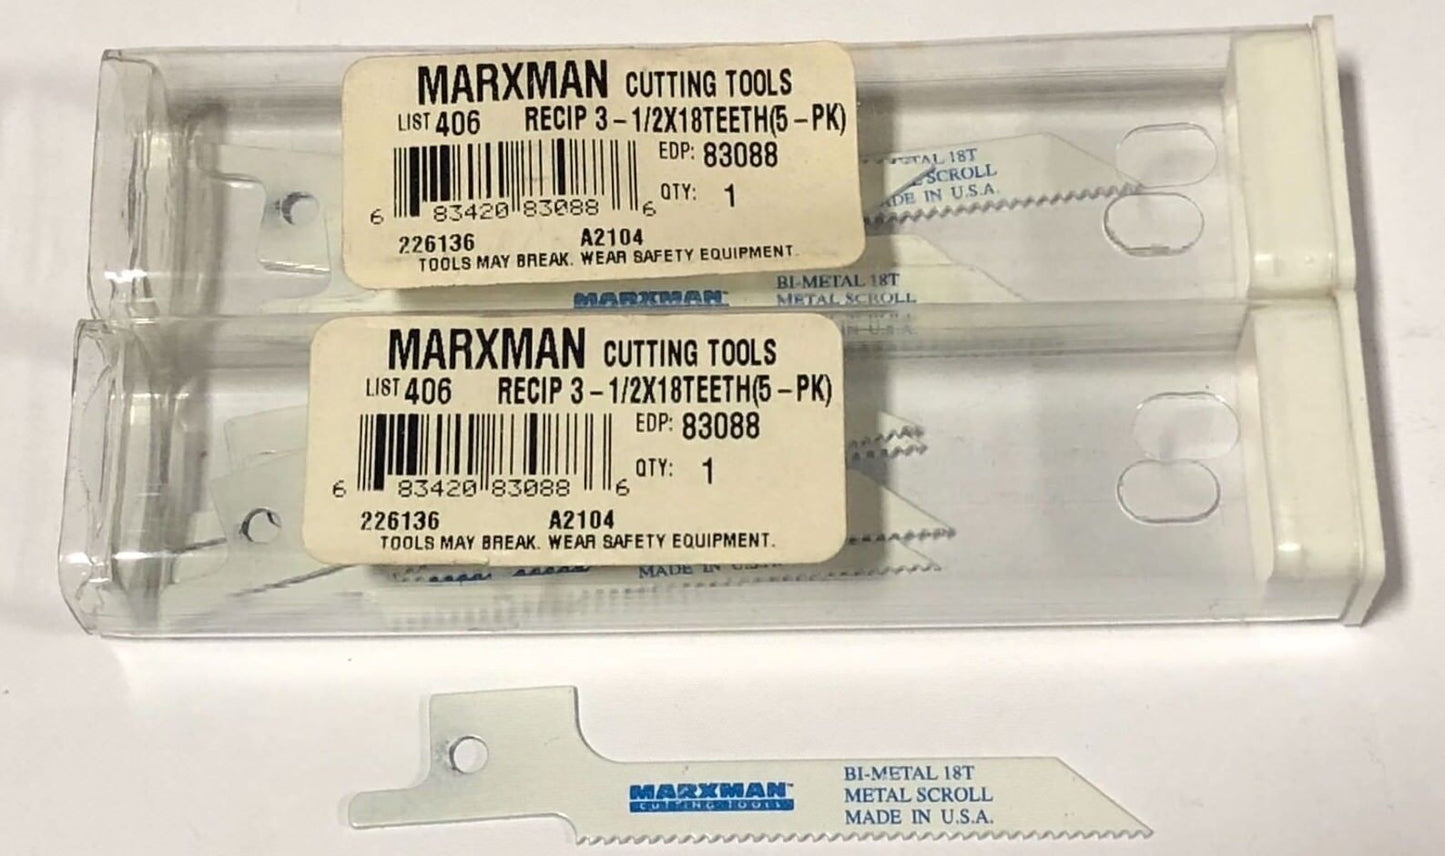 MARXMAN CUTTING TOOLS
LIST 406 RECIP 3-1/2X18TEETH(5-PK)
EDP: 83088
QTY: 1
6 83420 83088 6
226136 A2104
TOOLS MAY BREAK. WEAR SAFETY EQUIPMENT.
18T
SCROLL
IN U.S.A.
MARXMAN
BI-METAL 18T
METAL SCROLL
IN U.S.A.
MARXMAN CUTTING TOOLS
LIST 406 RECIP 3-1/2X18TEETH(5-PK)
EDP: 83088
QTY: 1
6 83420 83088 6
226136 A2104
TOOLS MAY BREAK. WEAR SAFETY EQUIPMENT.
MADE IN U.S.A.
MARXMAN™ BI-METAL 18T
CUTTING TOOLS METAL SCROLL
MADE IN U.S.A.